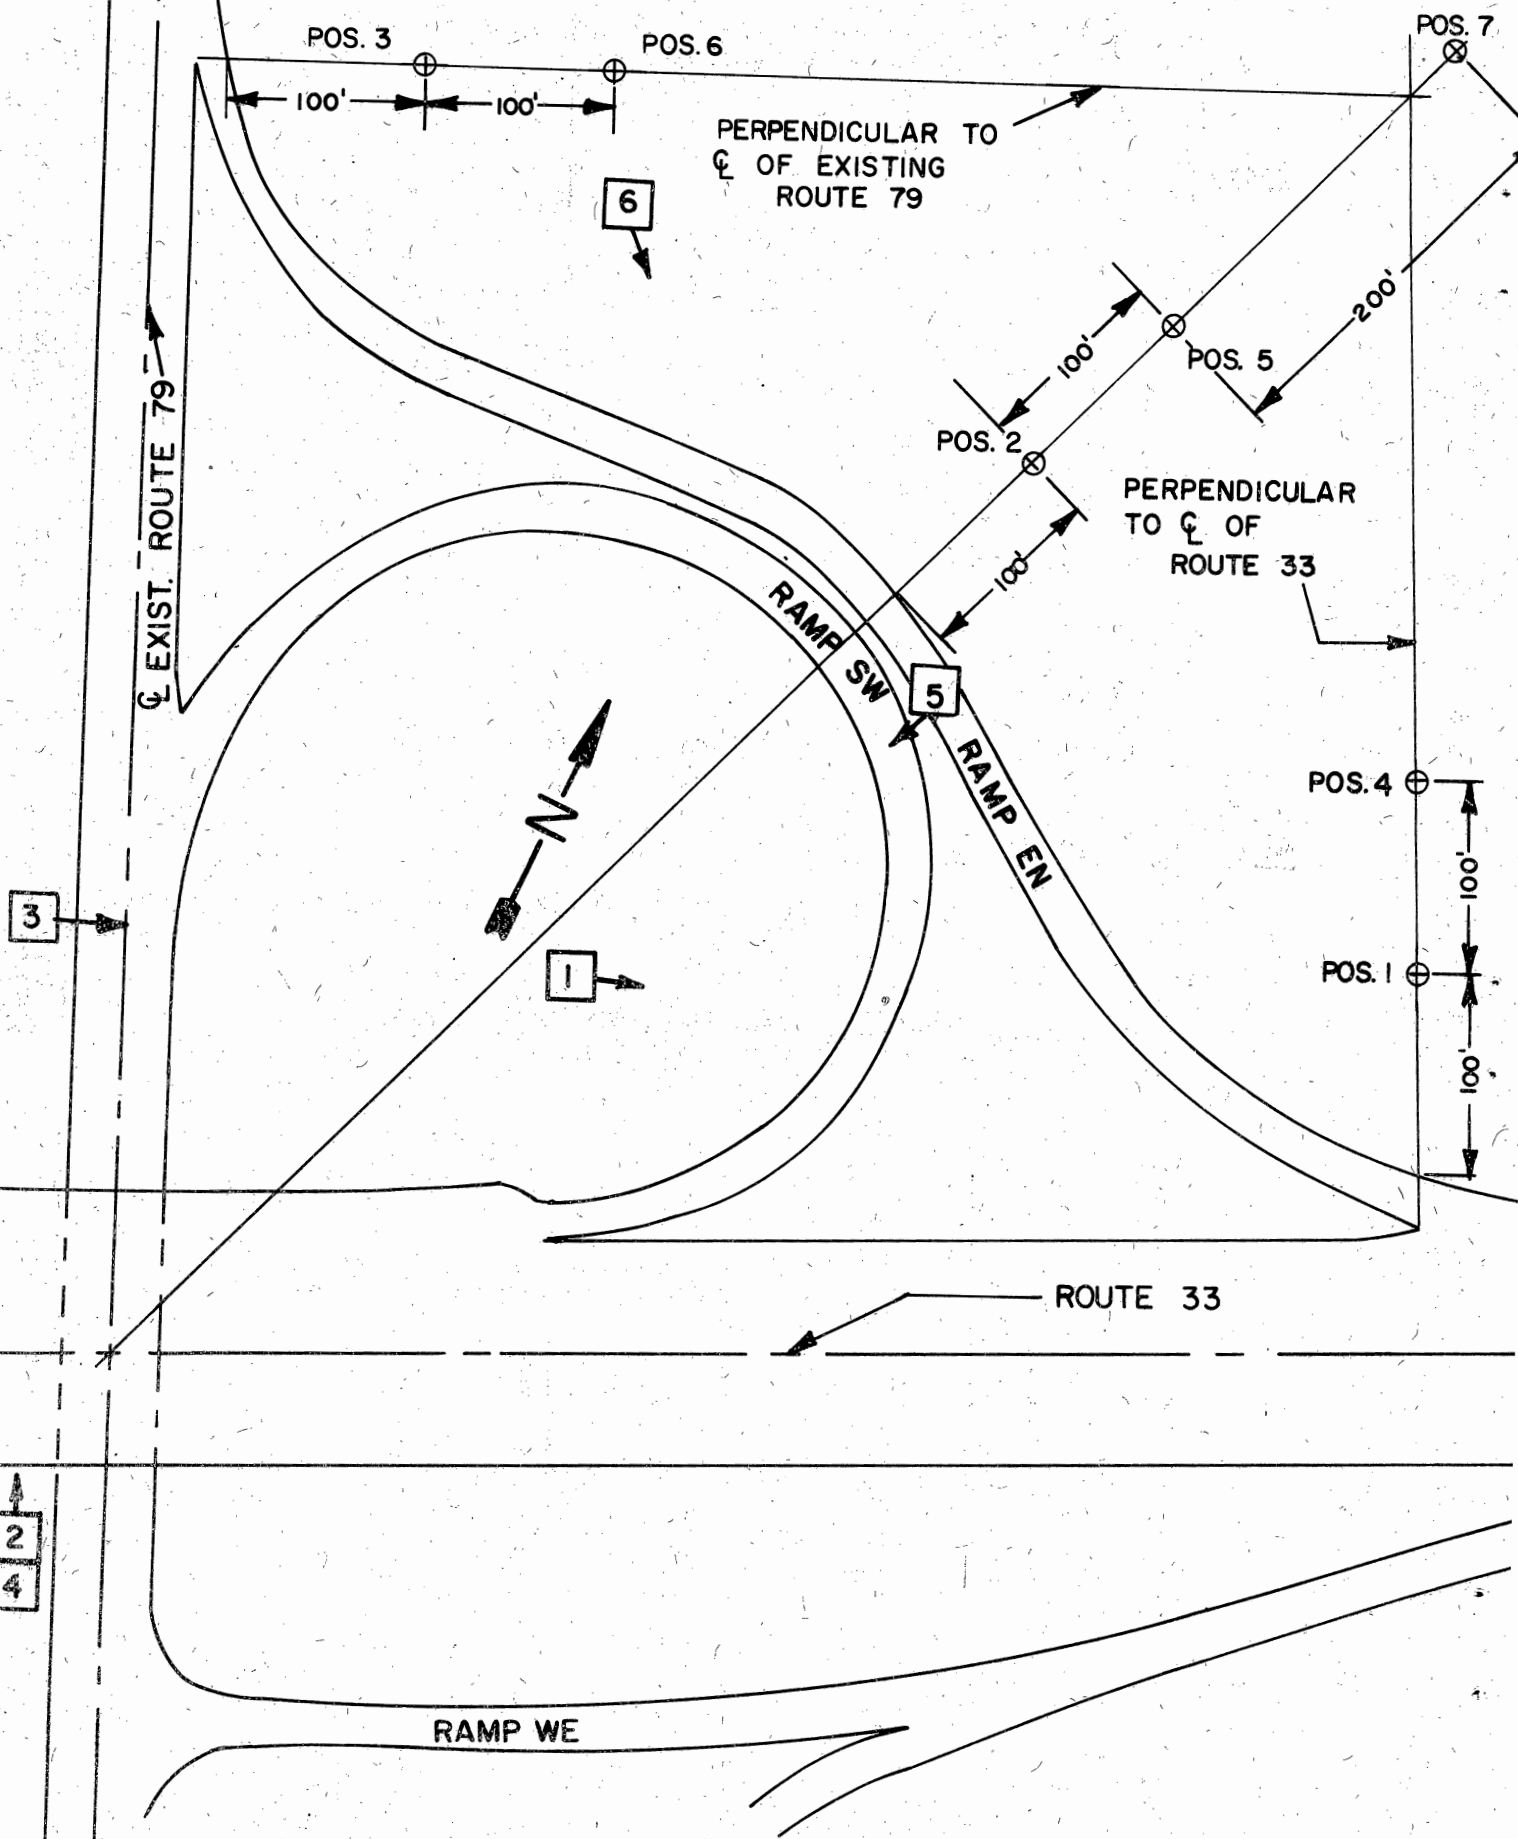 POS. 3
POS. 6
POS. 7
100'
100'
PERPENDICULAR TO
℄ OF EXISTING
ROUTE 79
6
200'
100'
POS. 5
POS. 2
℄ EXIST. ROUTE 79
PERPENDICULAR
TO ℄ OF
ROUTE 33
100'
RAMP SW
5
N
RAMP EN
POS. 4
100'
3
1
POS. 1
100'
ROUTE 33
2
4
RAMP WE